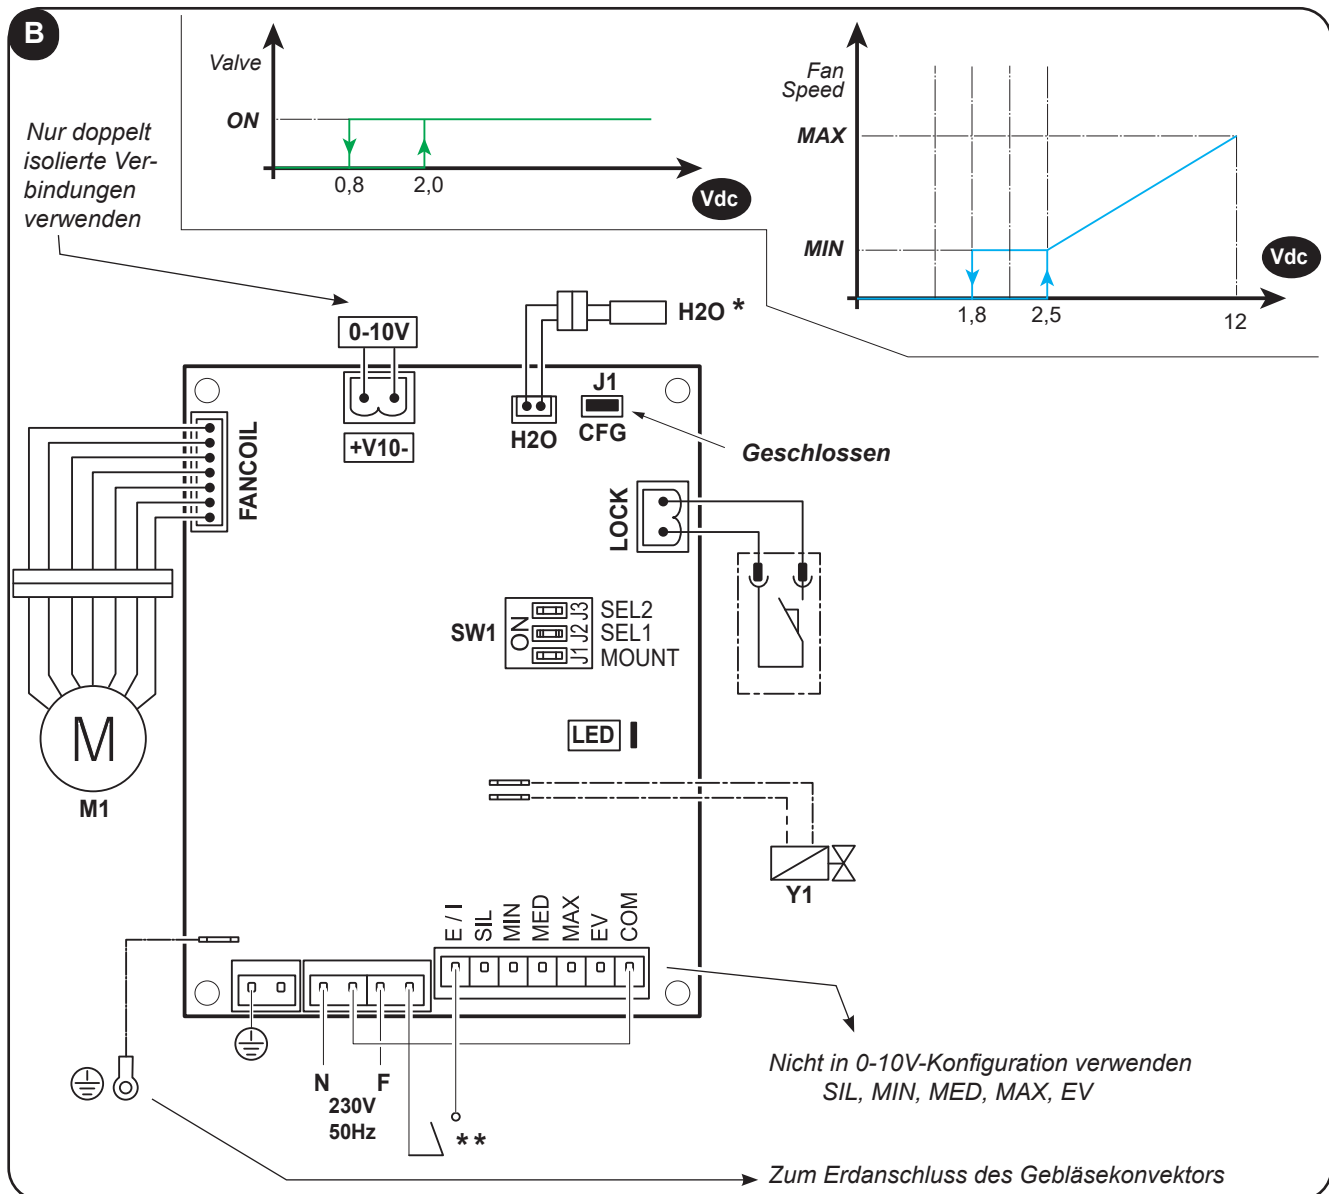 B
Valve
ON
0,8
2,0
Vdc
Fan
Speed
MAX
MIN
1,8
2,5
12
Vdc
Nur doppelt
isolierte Ver-
bindungen
verwenden
0-10V
+V10-
H2O *
H2O
J1
CFG
Geschlossen
FANCOIL
LOCK
SW1
ON
J3 SEL2
J2 SEL1
J1 MOUNT
LED
M
M1
Y1
E / I
SIL
MIN
MED
MAX
EV
COM
N
F
230V
50Hz
**
Nicht in 0-10V-Konfiguration verwenden
SIL, MIN, MED, MAX, EV
Zum Erdanschluss des Gebläsekonvektors